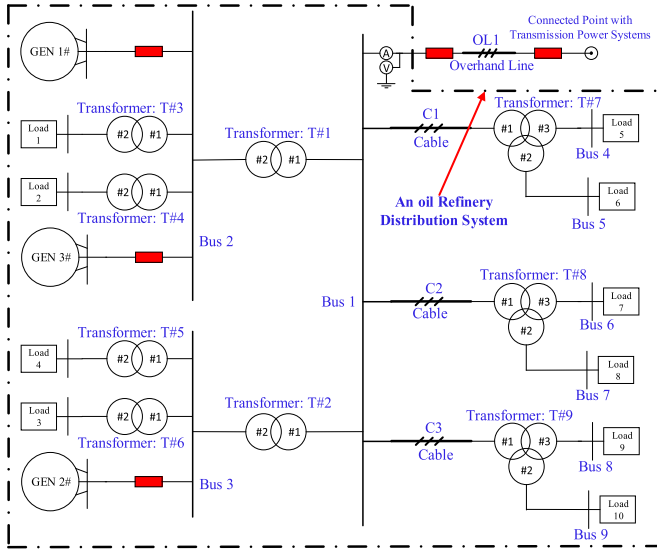 GEN 1#
OL1
Overhand Line
Connected Point with
Transmission Power Systems
A
V
Transformer: T#3
Load
1
#2
#1
Transformer: T#1
#2
#1
C1
Cable
Transformer: T#7
#1
#3
#2
Load
5
Bus 4
Load
2
#2
#1
Transformer: T#4
An oil Refinery
Distribution System
Load
6
Bus 5
GEN 3#
Bus 2
Bus 1
C2
Cable
Transformer: T#8
#1
#3
#2
Load
7
Bus 6
Transformer: T#5
Load
4
#2
#1
Load
8
Bus 7
Load
3
#2
#1
Transformer: T#6
Transformer: T#2
#2
#1
C3
Cable
Transformer: T#9
#1
#3
#2
Load
9
Bus 8
GEN 2#
Bus 3
Load
10
Bus 9